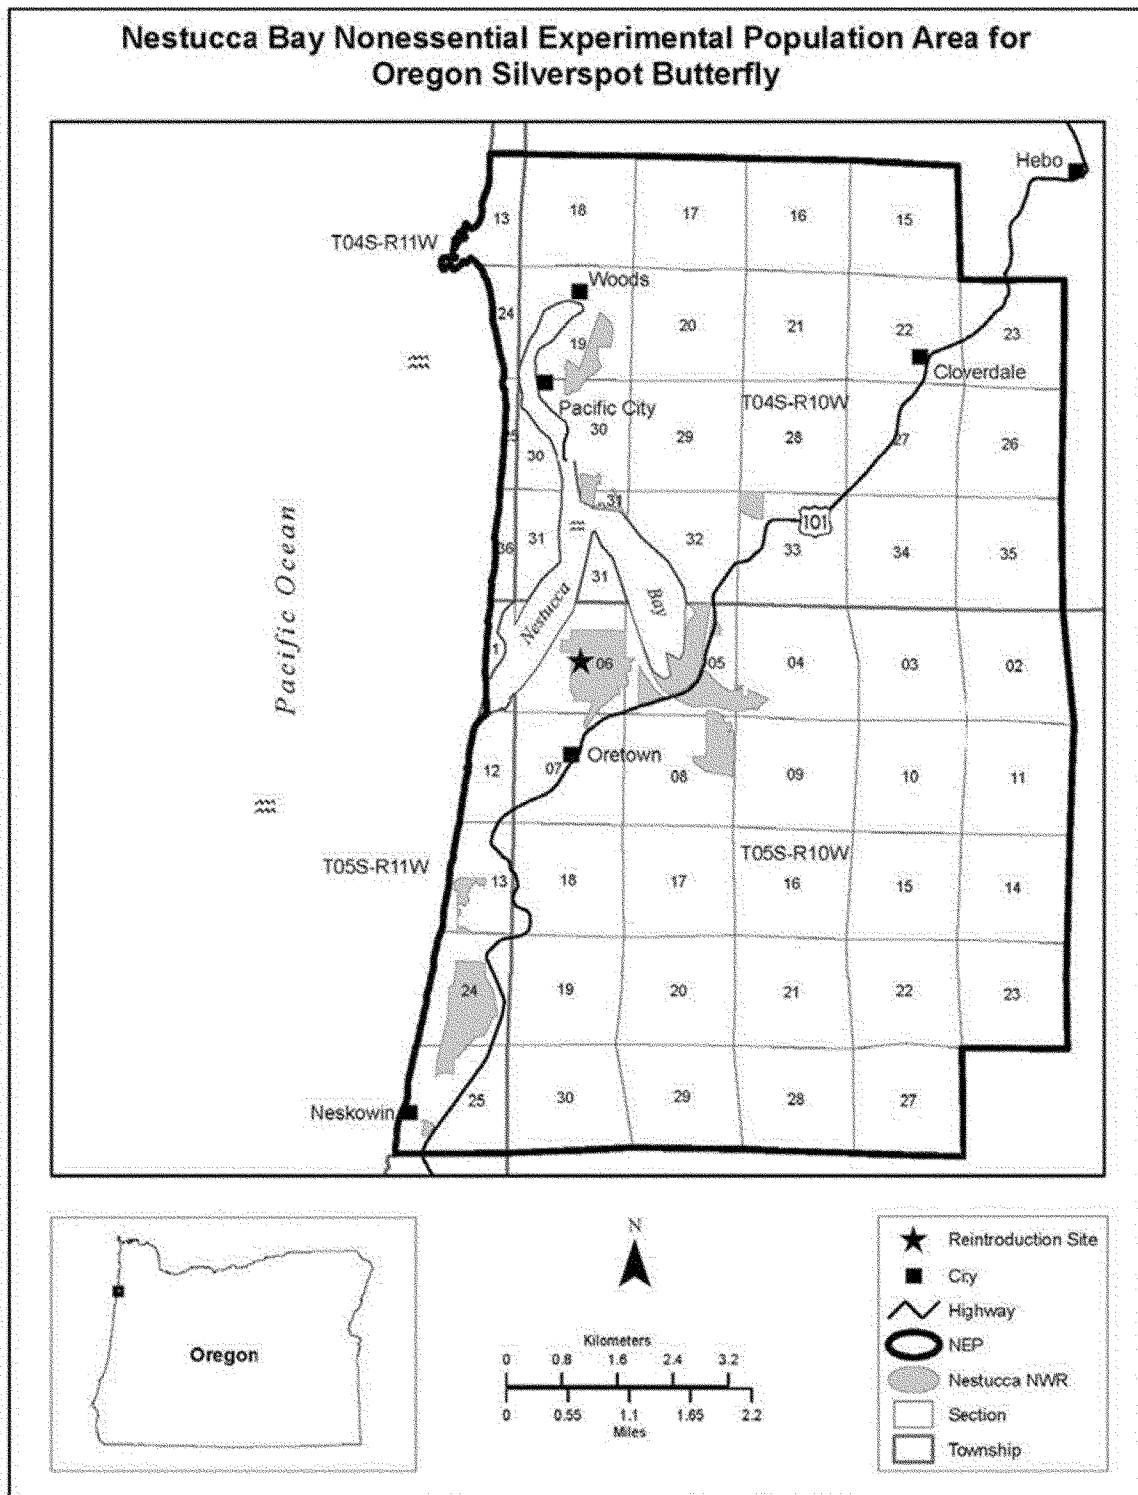 Nestucca Bay Nonessential Experimental Population Area for
Oregon Silverspot Butterfly
Hebo
13 18 17 16 15
T04S-R11W
Woods
24 20 21 22 23
19
Cloverdale
Pacific City
T04S-R10W
25 30 30 29 28 27 26
31
101
36 31 32 33 34 35
31
Pacific Ocean
Nestucca
Bay
1 06 05 04 03 02
Oretown
12 07 08 09 10 11
T05S-R11W
T05S-R10W
13 18 17 16 15 14
24 19 20 21 22 23
25 30 29 28 27
Neskowin
Oregon
N
Kilometers
0 0.8 1.6 2.4 3.2
0 0.55 1.1 1.65 2.2
Miles
Reintroduction Site
City
Highway
NEP
Nestucca NWR
Section
Township